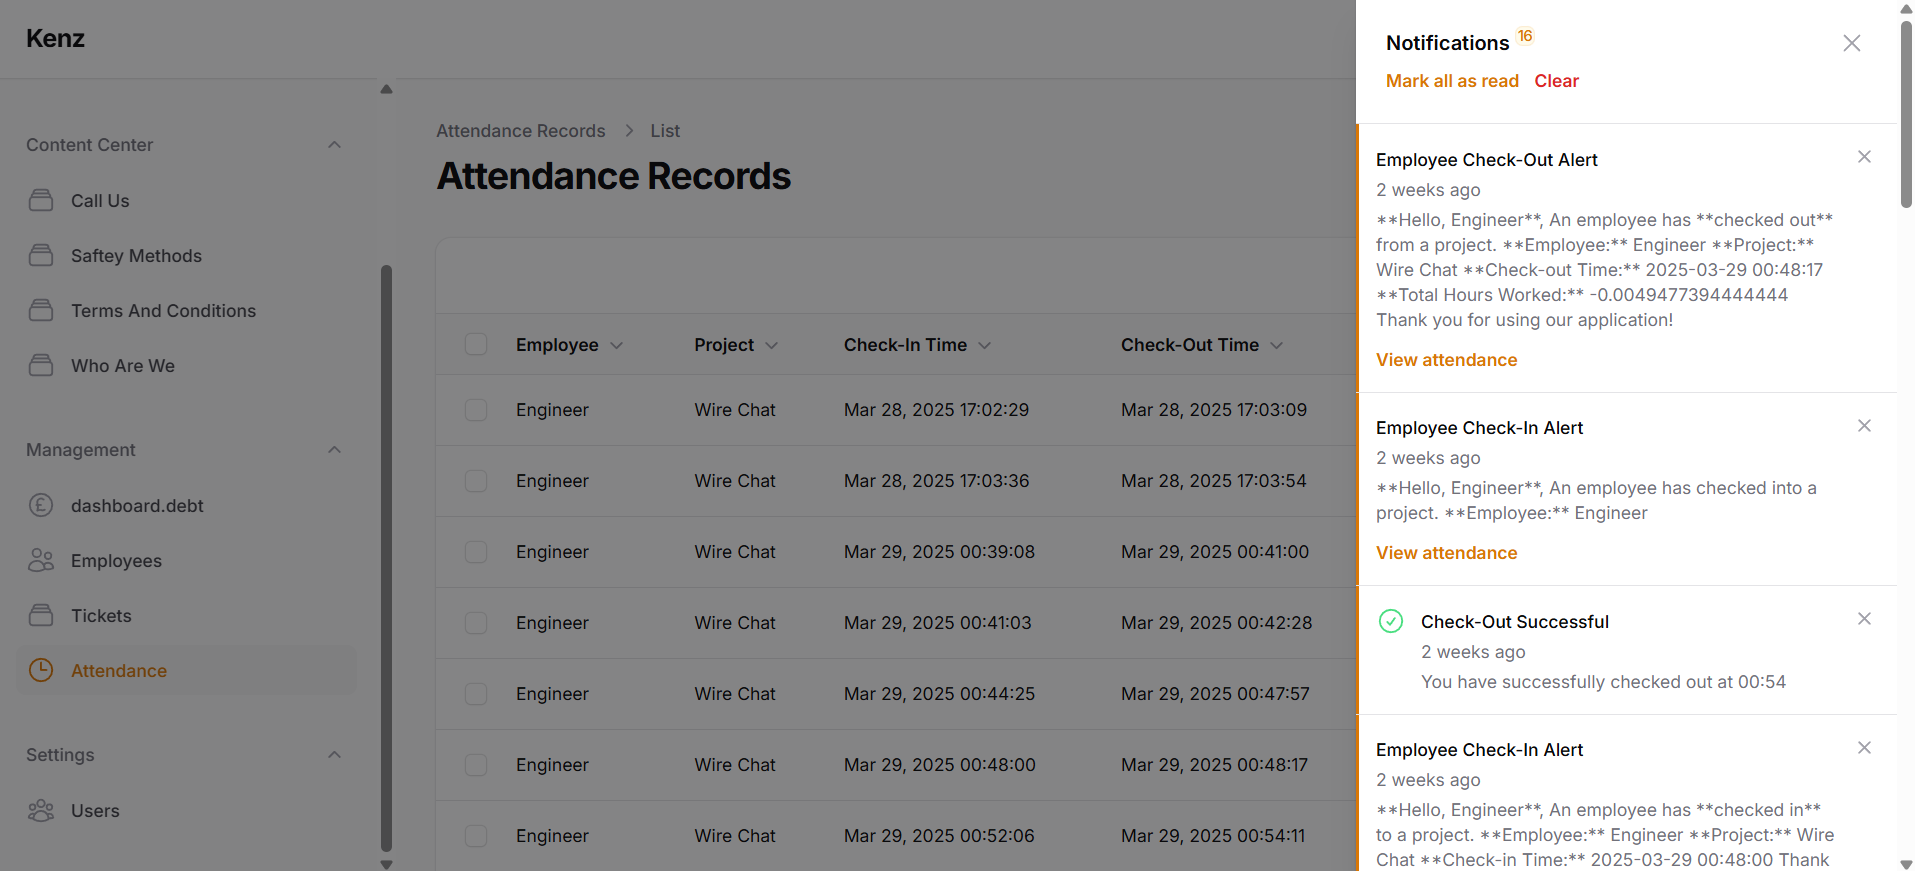 Kenz
Content Center
Call Us
Saftey Methods
Terms And Conditions
Who Are We
Management
dashboard.debt
Employees
Tickets
Attendance
Settings
Users
Attendance Records > List
Attendance Records
Employee Project Check-In Time Check-Out Time
Engineer Wire Chat Mar 28, 2025 17:02:29 Mar 28, 2025 17:03:09
Engineer Wire Chat Mar 28, 2025 17:03:36 Mar 28, 2025 17:03:54
Engineer Wire Chat Mar 29, 2025 00:39:08 Mar 29, 2025 00:41:00
Engineer Wire Chat Mar 29, 2025 00:41:03 Mar 29, 2025 00:42:28
Engineer Wire Chat Mar 29, 2025 00:44:25 Mar 29, 2025 00:47:57
Engineer Wire Chat Mar 29, 2025 00:48:00 Mar 29, 2025 00:48:17
Engineer Wire Chat Mar 29, 2025 00:52:06 Mar 29, 2025 00:54:11
Notifications 16
Mark all as read Clear
Employee Check-Out Alert
2 weeks ago
**Hello, Engineer**, An employee has **checked out**
from a project. **Employee:** Engineer **Project:**
Wire Chat **Check-out Time:** 2025-03-29 00:48:17
**Total Hours Worked:** -0.0049477394444444
Thank you for using our application!
View attendance
Employee Check-In Alert
2 weeks ago
**Hello, Engineer**, An employee has checked into a
project. **Employee:** Engineer
View attendance
Check-Out Successful
2 weeks ago
You have successfully checked out at 00:54
Employee Check-In Alert
2 weeks ago
**Hello, Engineer**, An employee has **checked in**
to a project. **Employee:** Engineer **Project:** Wire
Chat **Check-in Time:** 2025-03-29 00:48:00 Thank